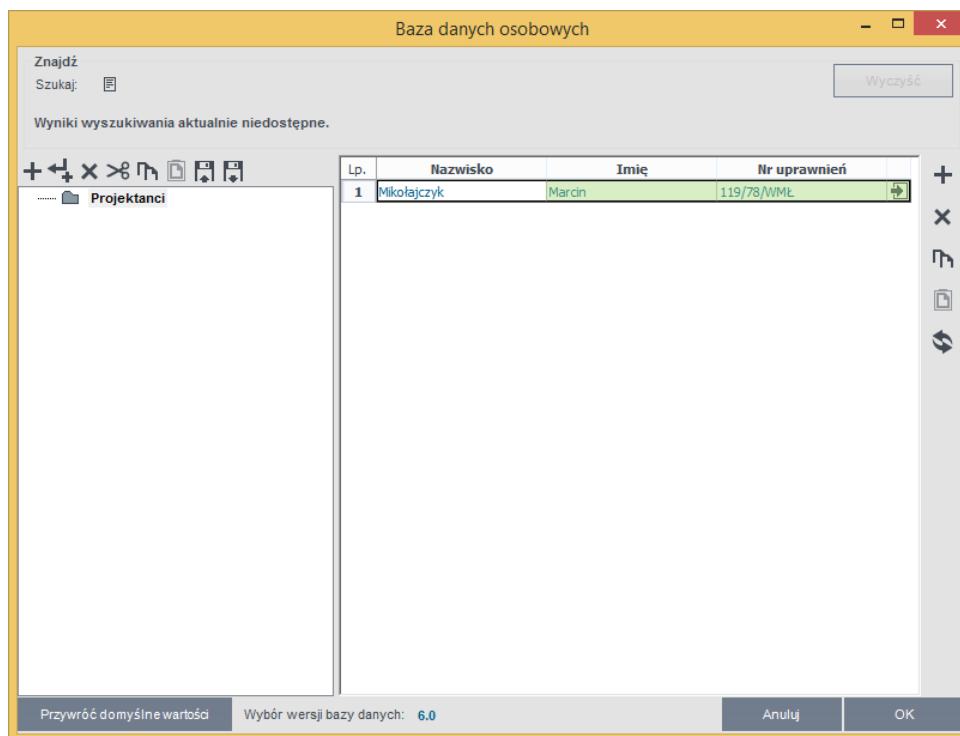 Baza danych osobowych
Znajdź
Szukaj:
Wyczyść
Wyniki wyszukiwania aktualnie niedostępne.
Lp. Nazwisko Imię Nr uprawnień
1 Mikołajczyk Marcin 119/78/WMŁ
Projektanci
Przywróć domyślne wartości Wybór wersji bazy danych: 6.0 Anuluj OK